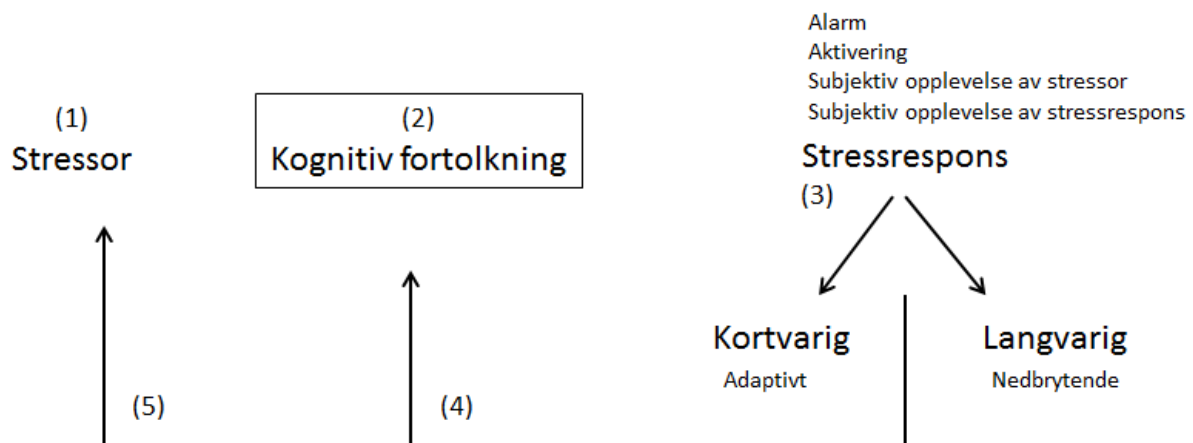 (1)
Stressor
(2)
Kognitiv fortolkning
Alarm
Aktivering
Subjektiv opplevelse av stressor
Subjektiv opplevelse av stressrespons
Stressrespons
(3)
Kortvarig
Adaptivt
Langvarig
Nedbrytende
(5)
(4)